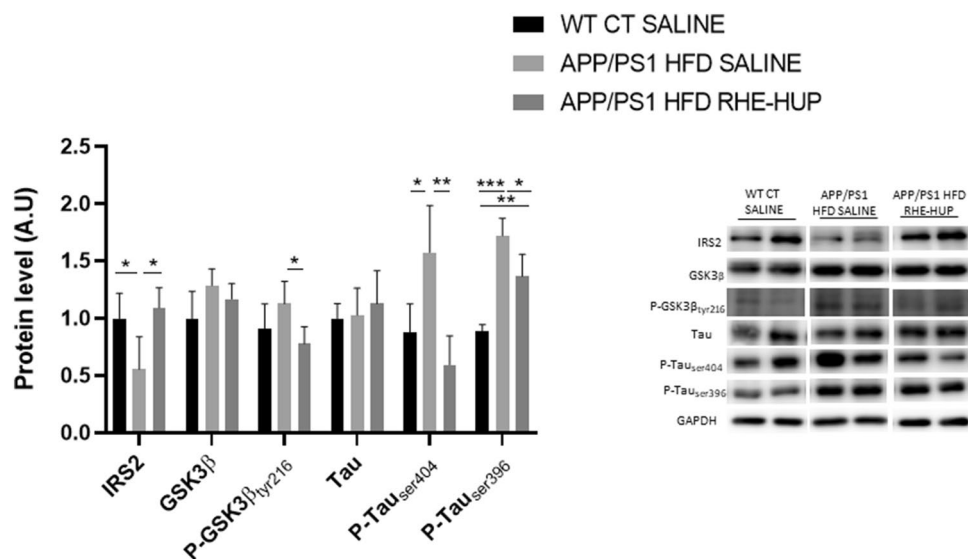 WT CT SALINE
APP/PS1 HFD SALINE
APP/PS1 HFD RHE-HUP
Protein level (A.U)
2.5
2.0
1.5
1.0
0.5
0.0
* *
*
* **
*** *
**
IRS2
GSK3β
P-GSK3βtyr216
Tau
P-Tauser404
P-Tauser396
WT CT
SALINE
APP/PS1
HFD SALINE
APP/PS1 HFD
RHE-HUP
IRS2
GSK3β
P-GSK3βtyr216
Tau
P-Tauser404
P-Tauser396
GAPDH